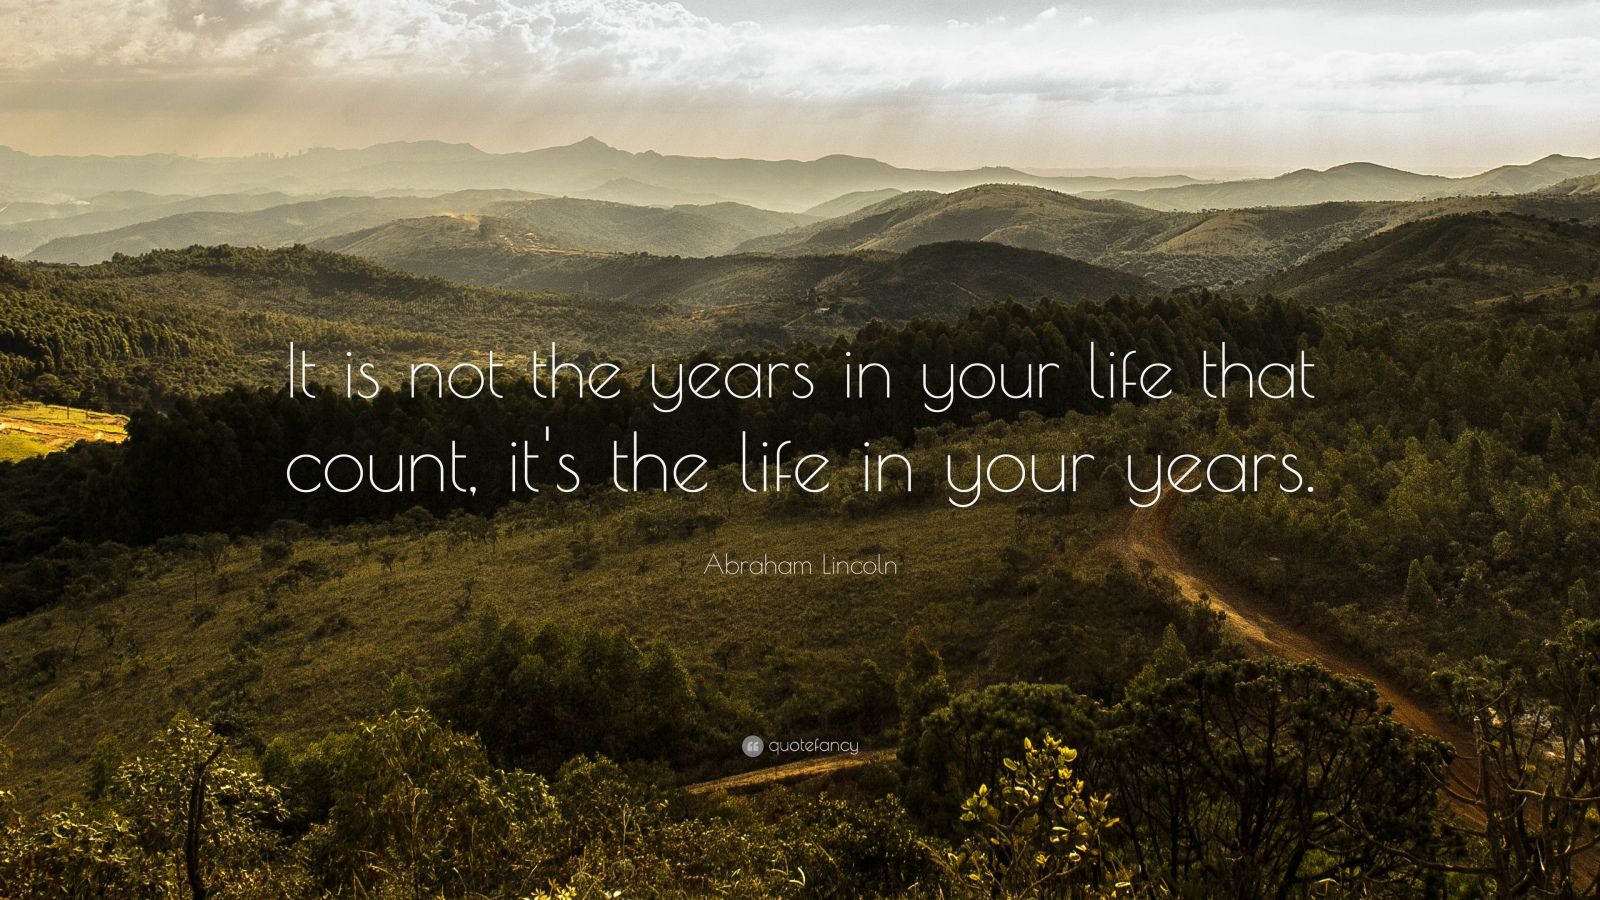 It is not the years in your life that
count, it's the life in your years.
Abraham Lincoln
quotefancy